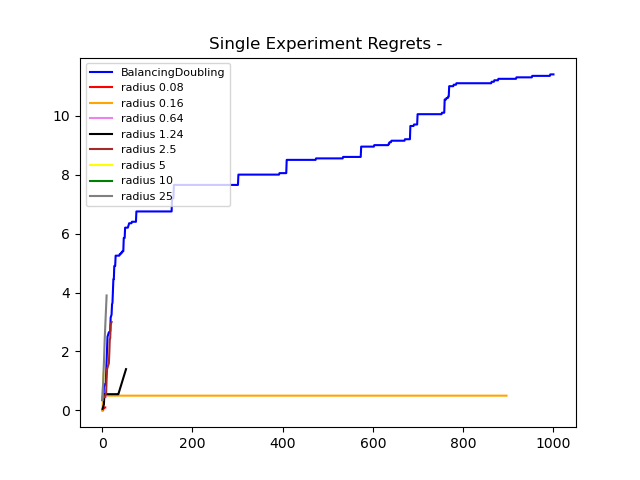 Single Experiment Regrets -
BalancingDoubling
radius 0.08
radius 0.16
radius 0.64
radius 1.24
radius 2.5
radius 5
radius 10
radius 25
10
8
6
4
2
0
0 200 400 600 800 1000